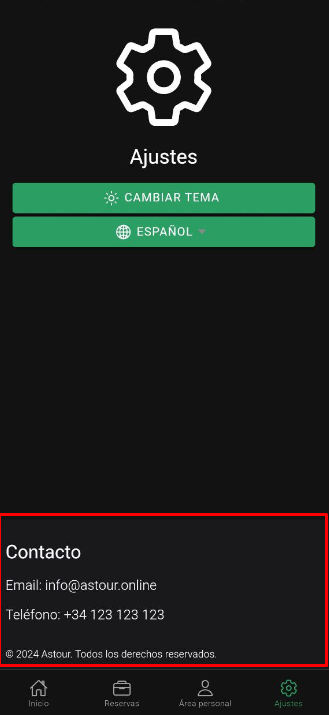 Ajustes
CAMBIAR TEMA
ESPAÑOL
Contacto
Email: info@astour.online
Teléfono: +34 123 123 123
© 2024 Astour. Todos los derechos reservados.
Inicio Reservas Área personal Ajustes